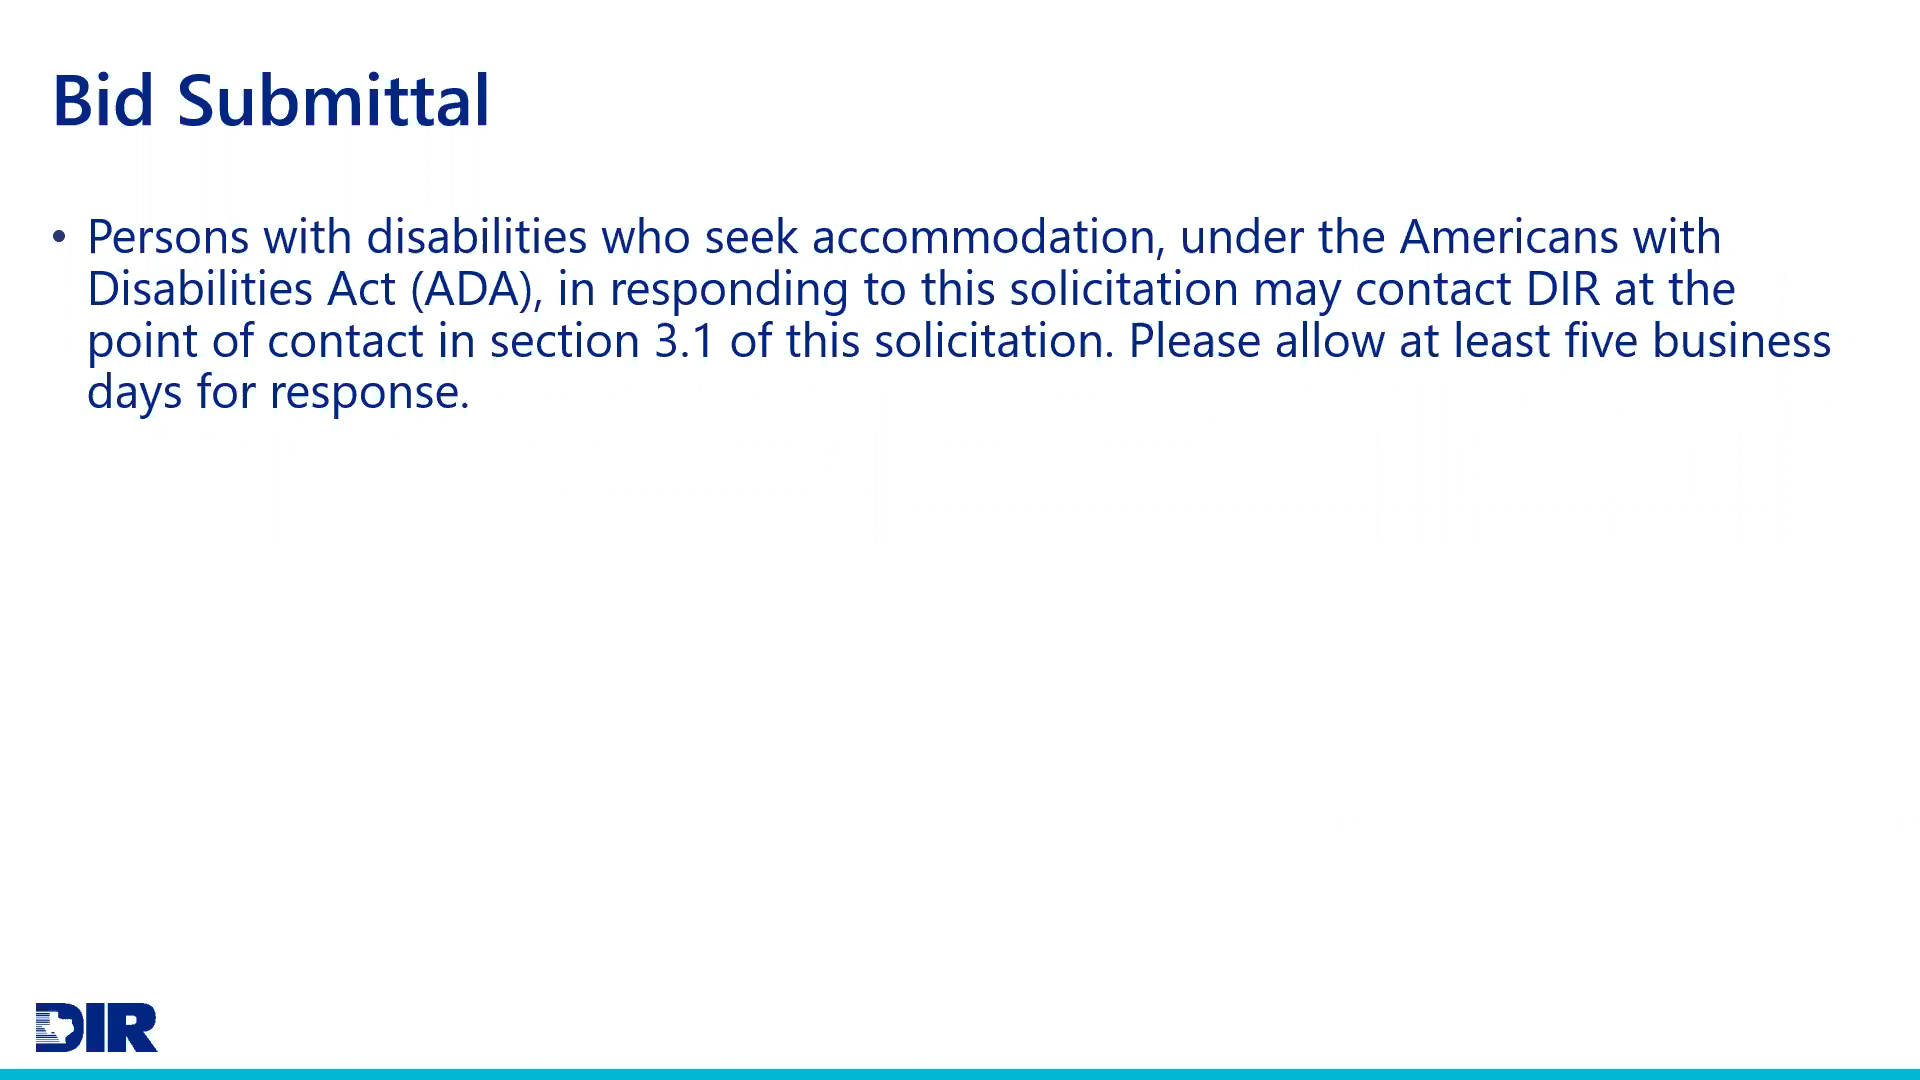 Bid Submittal
• Persons with disabilities who seek accommodation, under the Americans with
Disabilities Act (ADA), in responding to this solicitation may contact DIR at the
point of contact in section 3.1 of this solicitation. Please allow at least five business
days for response.
DIR